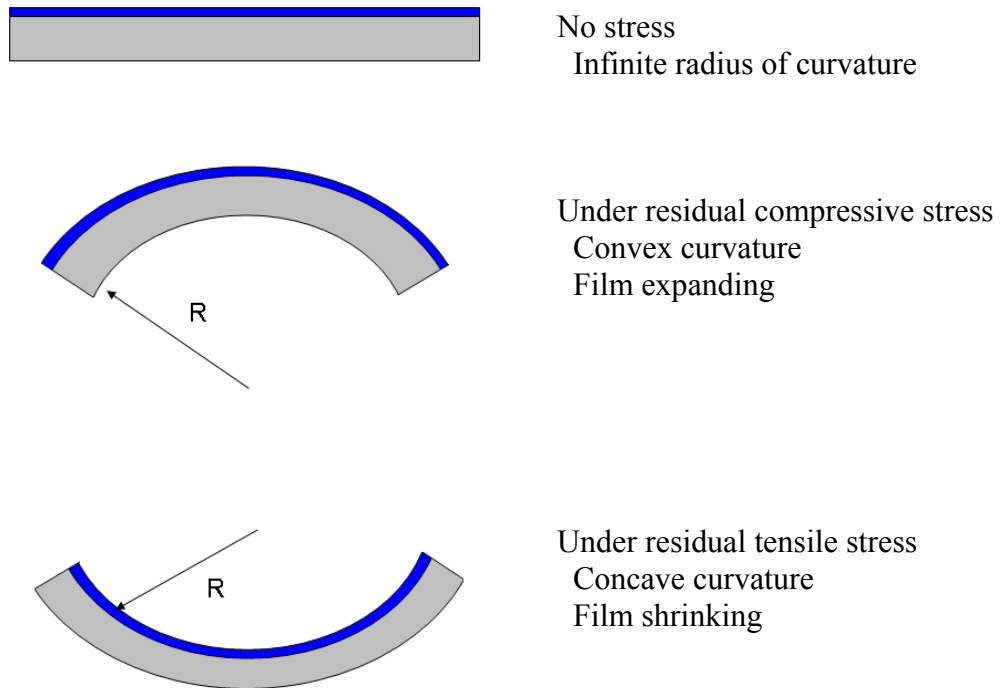 No stress
Infinite radius of curvature
Under residual compressive stress
Convex curvature
Film expanding
R
Under residual tensile stress
Concave curvature
Film shrinking
R